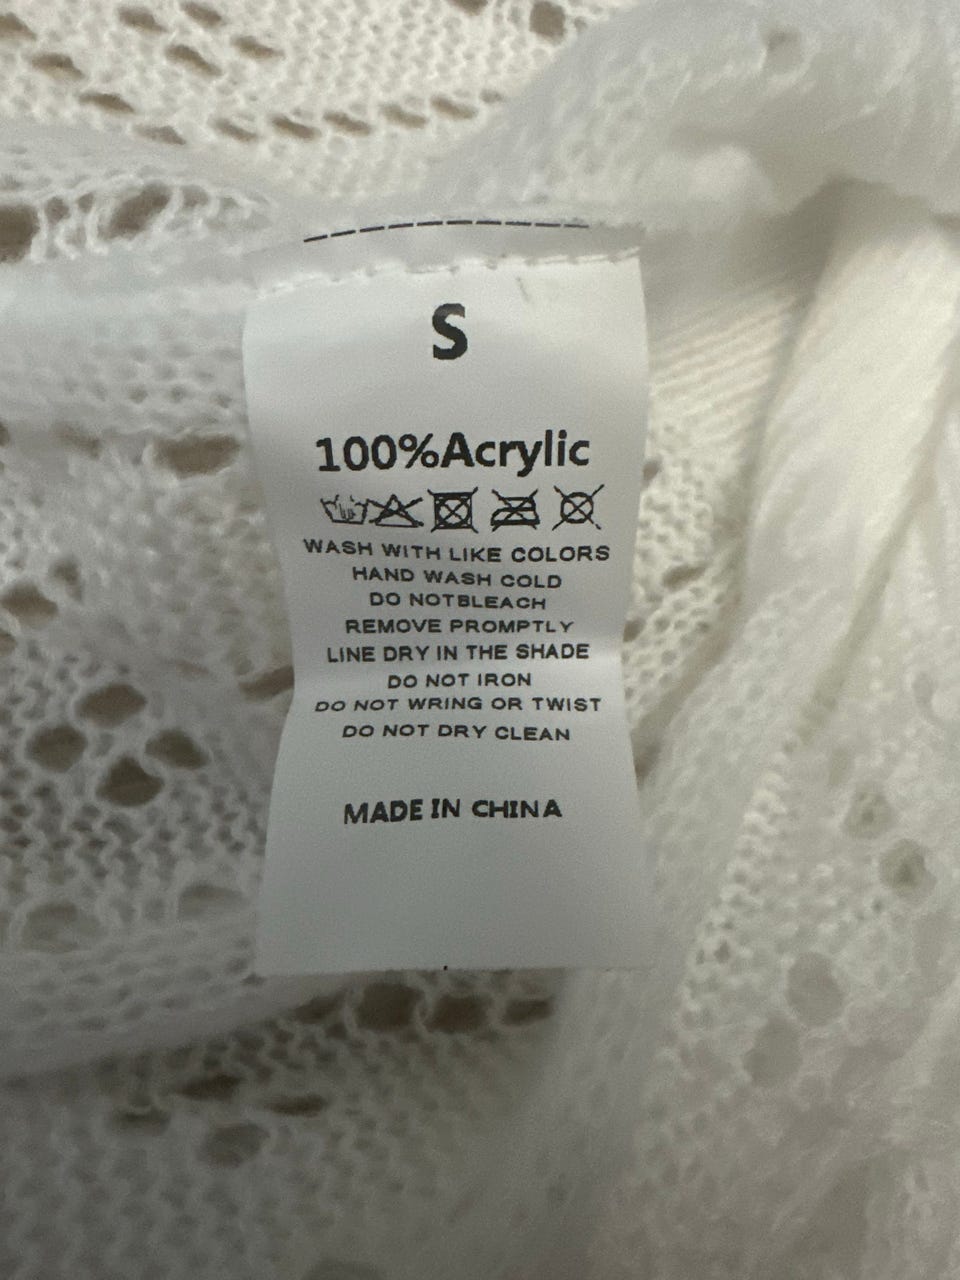 S
100%Acrylic
WASH WITH LIKE COLORS
HAND WASH COLD
DO NOTBLEACH
REMOVE PROMPTLY
LINE DRY IN THE SHADE
DO NOT IRON
DO NOT WRING OR TWIST
DO NOT DRY CLEAN
MADE IN CHINA